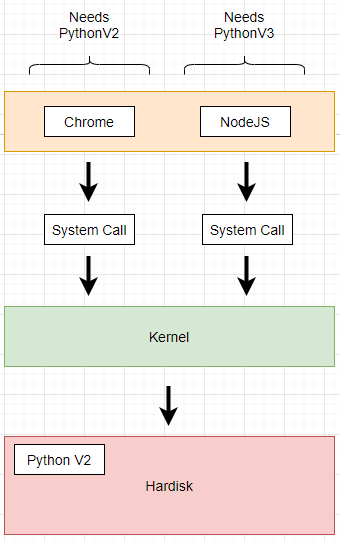 Needs
PythonV2
Needs
PythonV3
Chrome
NodeJS
System Call
System Call
Kernel
Python V2
Hardisk